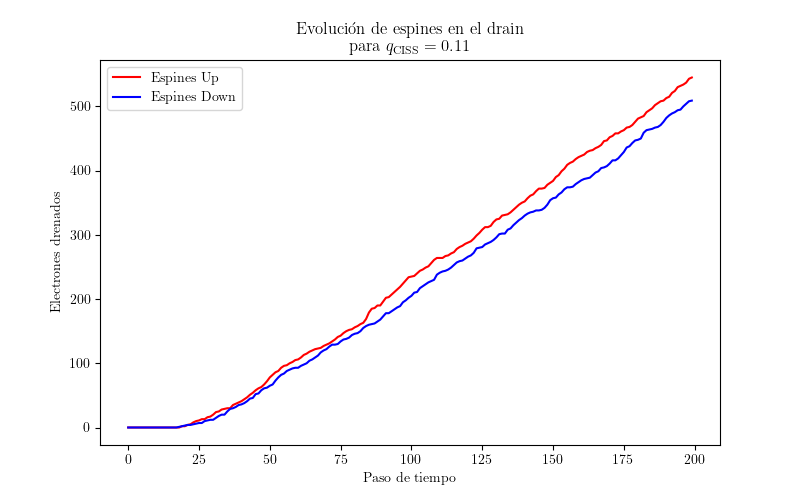 Evolución de espines en el drain
para qCISS = 0.11
Espines Up
Espines Down
Electrones drenados
500
400
300
200
100
0
0 25 50 75 100 125 150 175 200
Paso de tiempo